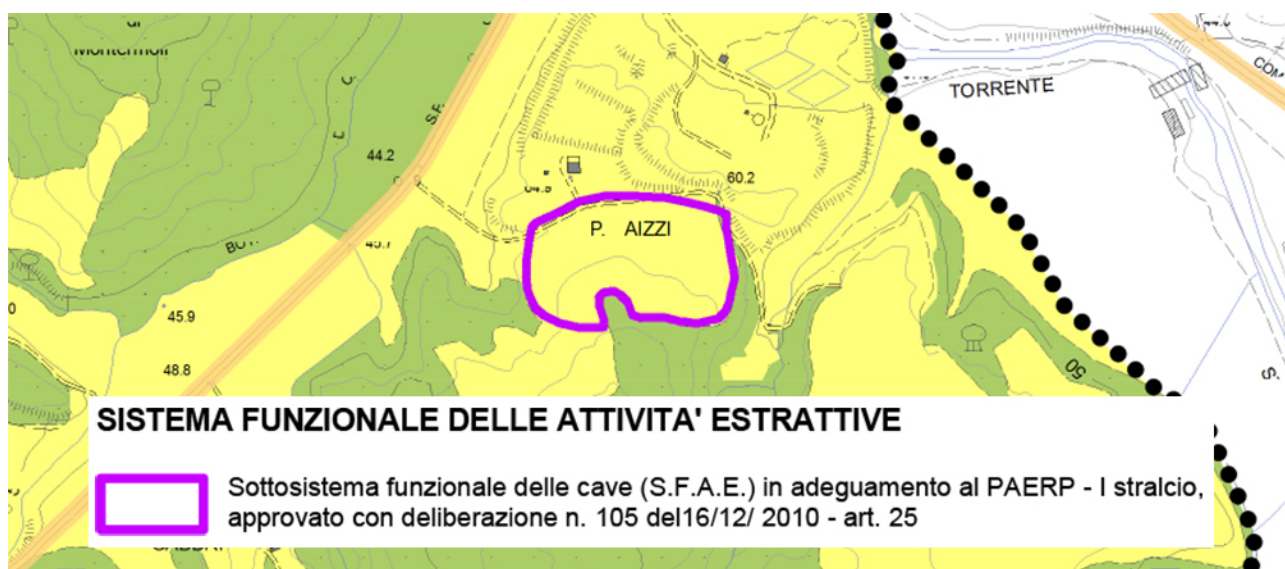 TORRENTE
44.2
60.2
P. AIZZI
45.9
48.8
50
SISTEMA FUNZIONALE DELLE ATTIVITA' ESTRATTIVE
Sottosistema funzionale delle cave (S.F.A.E.) in adeguamento al PAERP - I stralcio,
approvato con deliberazione n. 105 del16/12/ 2010 - art. 25